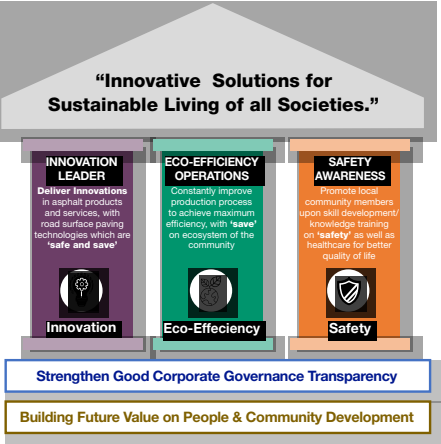 “Innovative Solutions for
Sustainable Living of all Societies.”
INNOVATION
LEADER
Deliver Innovations
in asphalt products
and services, with
road surface paving
technologies which are
‘safe and save’
Innovation
ECO-EFFICIENCY
OPERATIONS
Constantly improve
production process
to achieve maximum
efficiency, with ‘save’
on ecosystem of the
community
Eco-Effeciency
SAFETY
AWARENESS
Promote local
community members
upon skill development/
knowledge training
on ‘safety’ as well as
healthcare for better
quality of life
Safety
Strengthen Good Corporate Governance Transparency
Building Future Value on People & Community Development